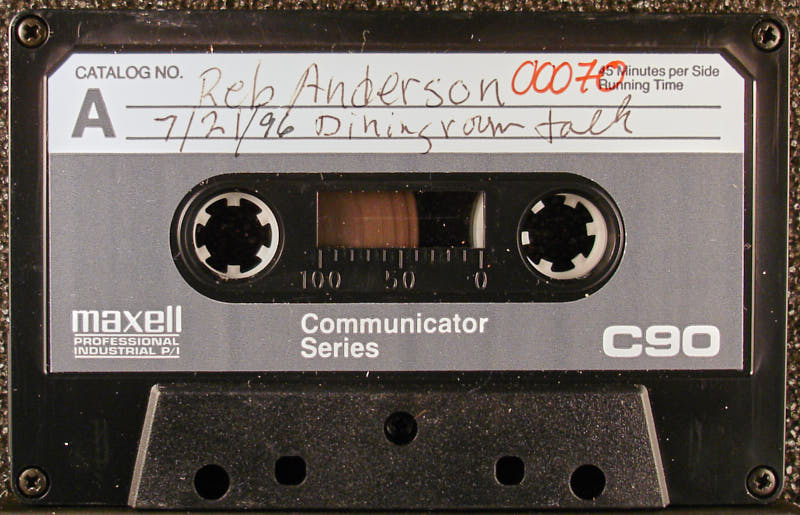 CATALOG NO. Reb Anderson 00070 45 Minutes per Side
Running Time
A 7/21/96 Diningroom talk
100 50 0
maxell
PROFESSIONAL
INDUSTRIAL P/I
Communicator
Series
C90